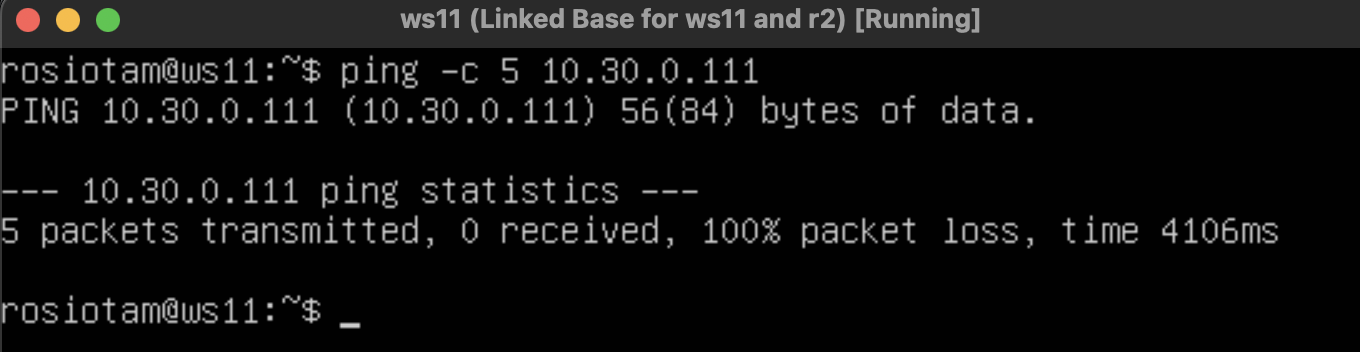 ws11 (Linked Base for ws11 and r2) [Running]
rosiotam@ws11:~$ ping -c 5 10.30.0.111
PING 10.30.0.111 (10.30.0.111) 56(84) bytes of data.
--- 10.30.0.111 ping statistics ---
5 packets transmitted, 0 received, 100% packet loss, time 4106ms
rosiotam@ws11:~$ _